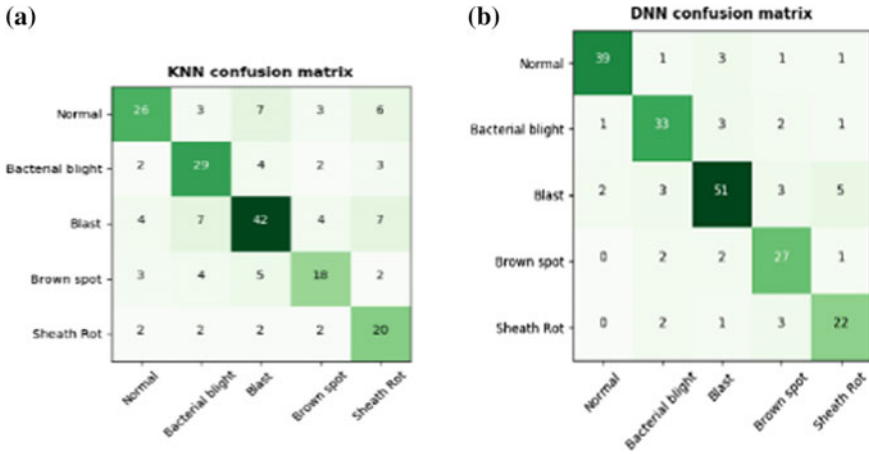 (a)
KNN confusion matrix
Normal 26 3 7 3 6
Bacterial blight 2 29 4 2 3
Blast 4 7 42 4 7
Brown spot 3 4 5 18 2
Sheath Rot 2 2 2 2 20
Normal Bacterial blight Blast Brown spot Sheath Rot
(b)
DNN confusion matrix
Normal 39 1 3 1 1
Bacterial blight 1 33 3 2 1
Blast 2 3 51 3 5
Brown spot 0 2 2 27 1
Sheath Rot 0 2 1 3 22
Normal Bacterial blight Blast Brown spot Sheath Rot